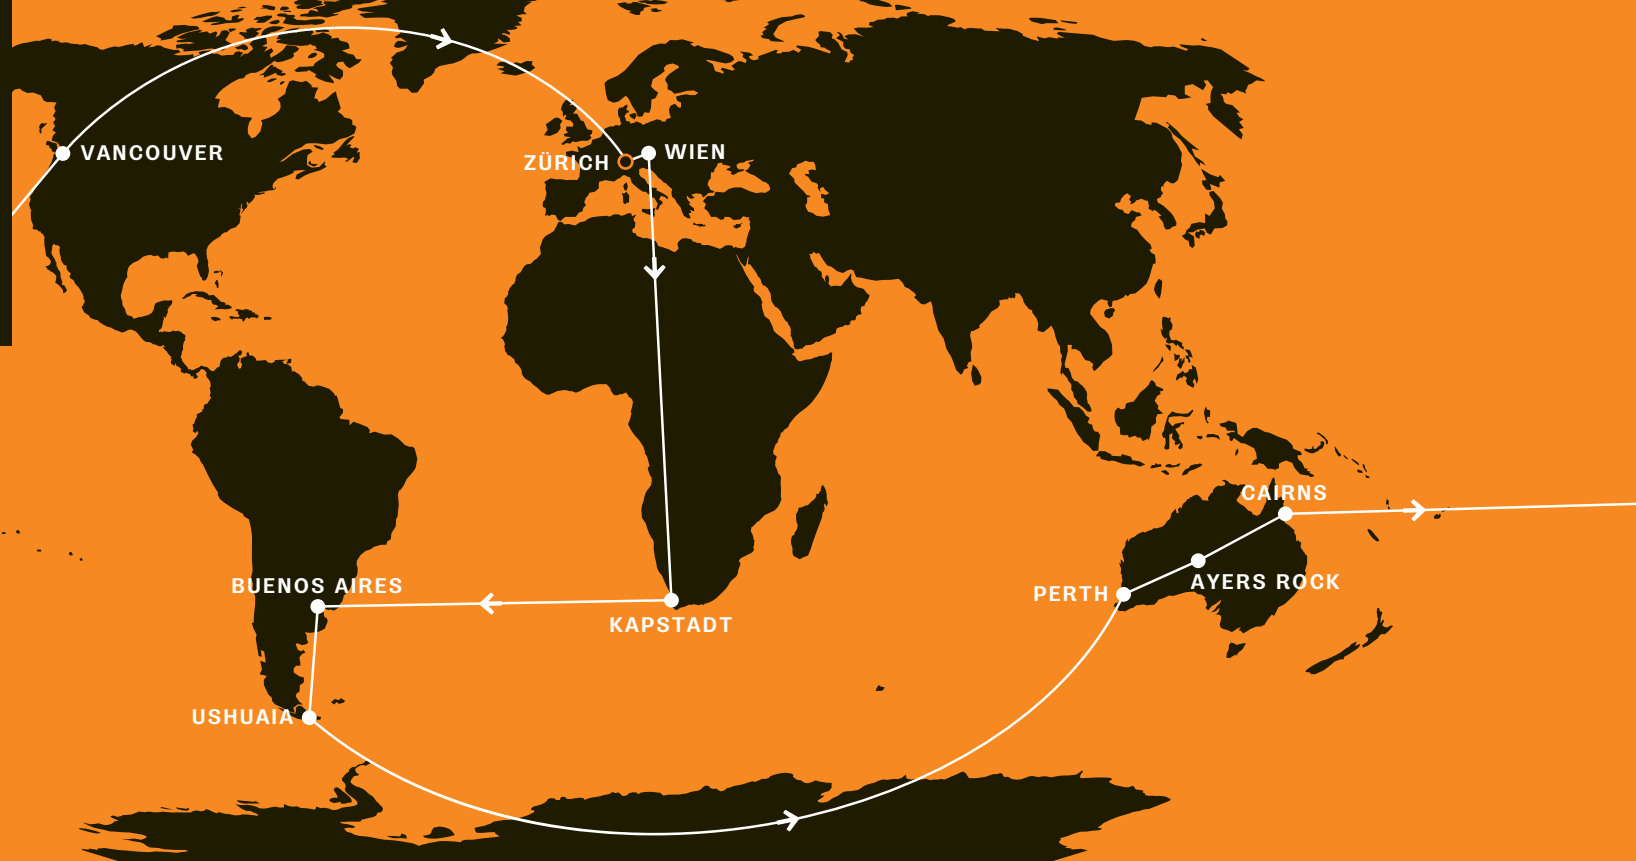 VANCOUVER
ZÜRICH
WIEN
CAIRNS
AYERS ROCK
PERTH
BUENOS AIRES
KAPSTADT
USHUAIA